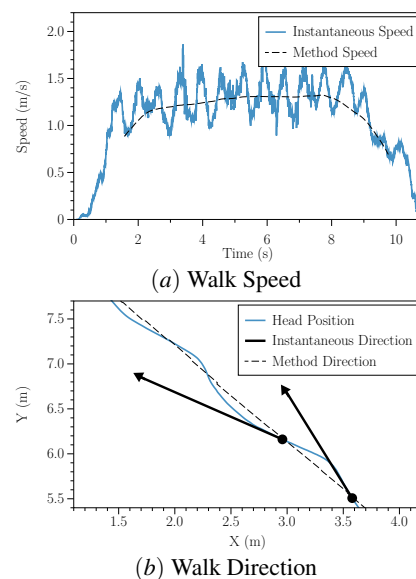 2.0
1.5
1.0
0.5
0
Speed (m/s)
Instantaneous Speed
Method Speed
0 2 4 6 8 10
Time (s)
(a) Walk Speed
7.5
7.0
6.5
6.0
5.5
Y (m)
Head Position
Instantaneous Direction
Method Direction
1.5 2.0 2.5 3.0 3.5 4.0
X (m)
(b) Walk Direction